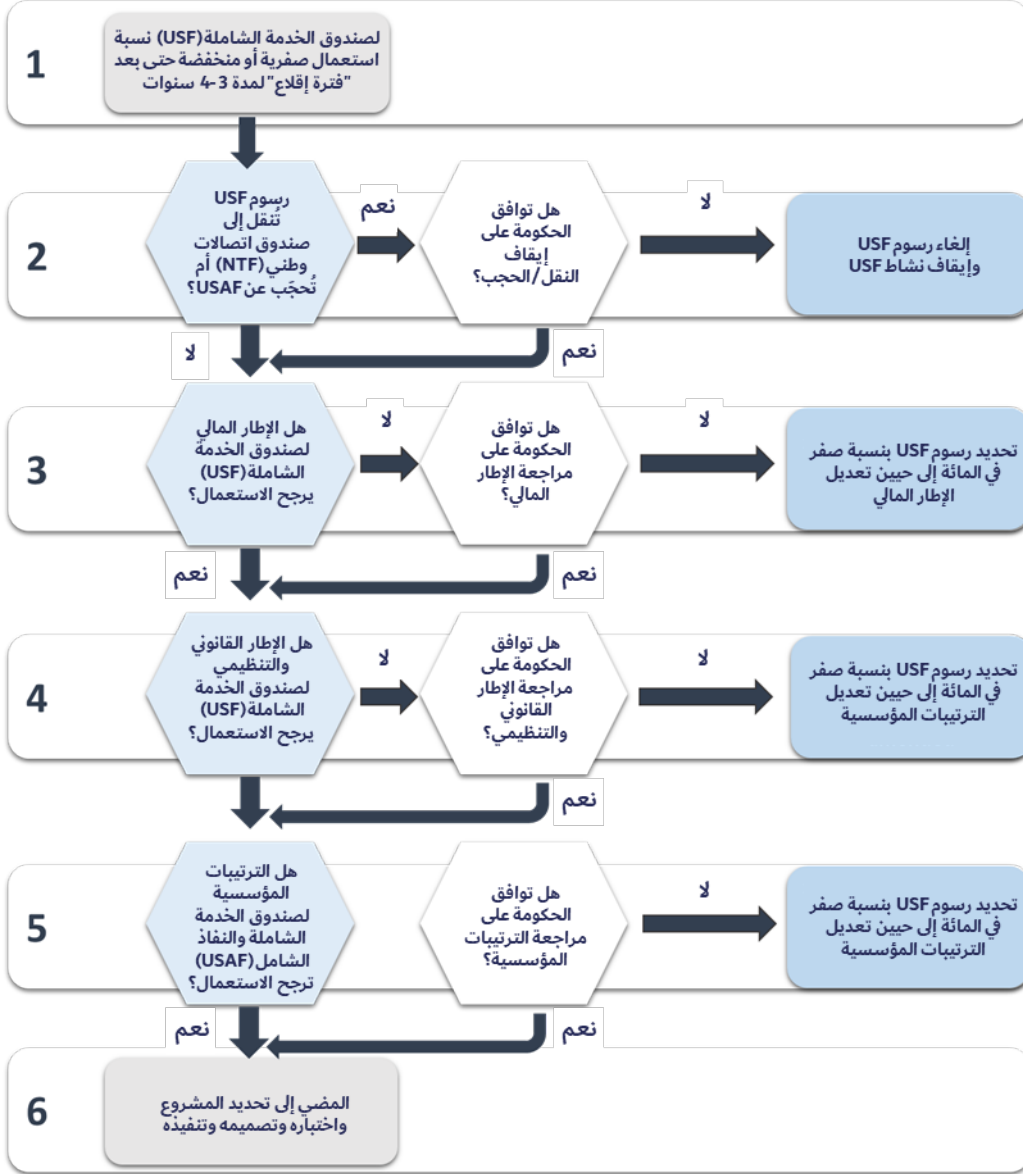 1
لصندوق الخدمة الشاملة (USF) نسبة
استعمال صفرية أو منخفضة حتى بعد
"فترة إقلاع" لمدة 3-4 سنوات
2
رسوم USF
تُنقل إلى
صندوق اتصالات
وطني (NTF) أم
تُحجَب عن USAF؟
نعم
هل توافق
الحكومة على
إيقاف
النقل/الحجب؟
لا
إلغاء رسوم USF
وإيقاف نشاط USF
لا
نعم
3
هل الإطار المالي
لصندوق الخدمة
الشاملة (USF)
يرجح الاستعمال؟
لا
هل توافق
الحكومة على
مراجعة الإطار
المالي؟
لا
تحديد رسوم USF بنسبة صفر
في المائة إلى حيين تعديل
الإطار المالي
نعم
نعم
4
هل الإطار القانوني
والتنظيمي
لصندوق الخدمة
الشاملة (USF)
يرجح الاستعمال؟
لا
هل توافق
الحكومة على
مراجعة الإطار
القانوني
والتنظيمي؟
لا
تحديد رسوم USF بنسبة صفر
في المائة إلى حيين تعديل
الترتيبات المؤسسية
نعم
5
هل الترتيبات
المؤسسية
لصندوق الخدمة
الشاملة والنفاذ
الشامل (USAF)
ترجح الاستعمال؟
هل توافق
الحكومة على
مراجعة الترتيبات
المؤسسية؟
لا
تحديد رسوم USF بنسبة صفر
في المائة إلى حيين تعديل
الترتيبات المؤسسية
نعم
نعم
6
المضي إلى تحديد المشروع
واختباره وتصميمه وتنفيذه